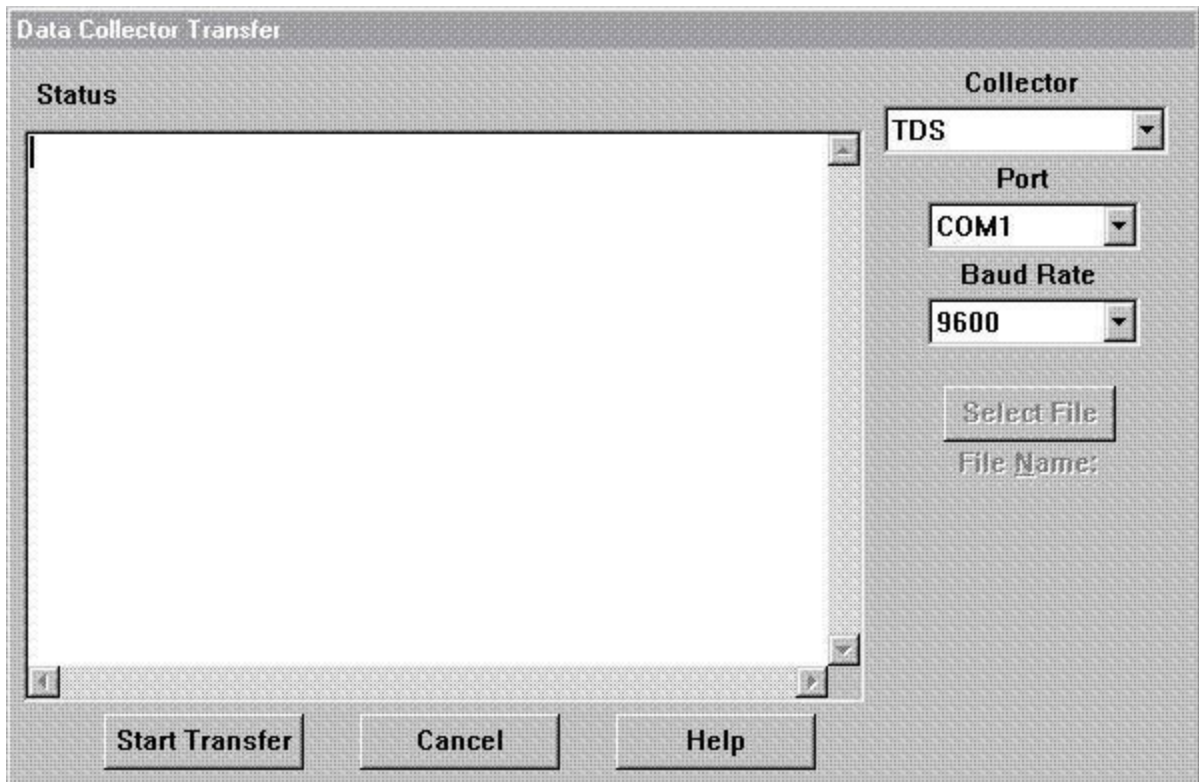 Data Collector Transfer
Status
Collector
TDS
Port
COM1
Baud Rate
9600
Select File
File Name:
Start Transfer
Cancel
Help